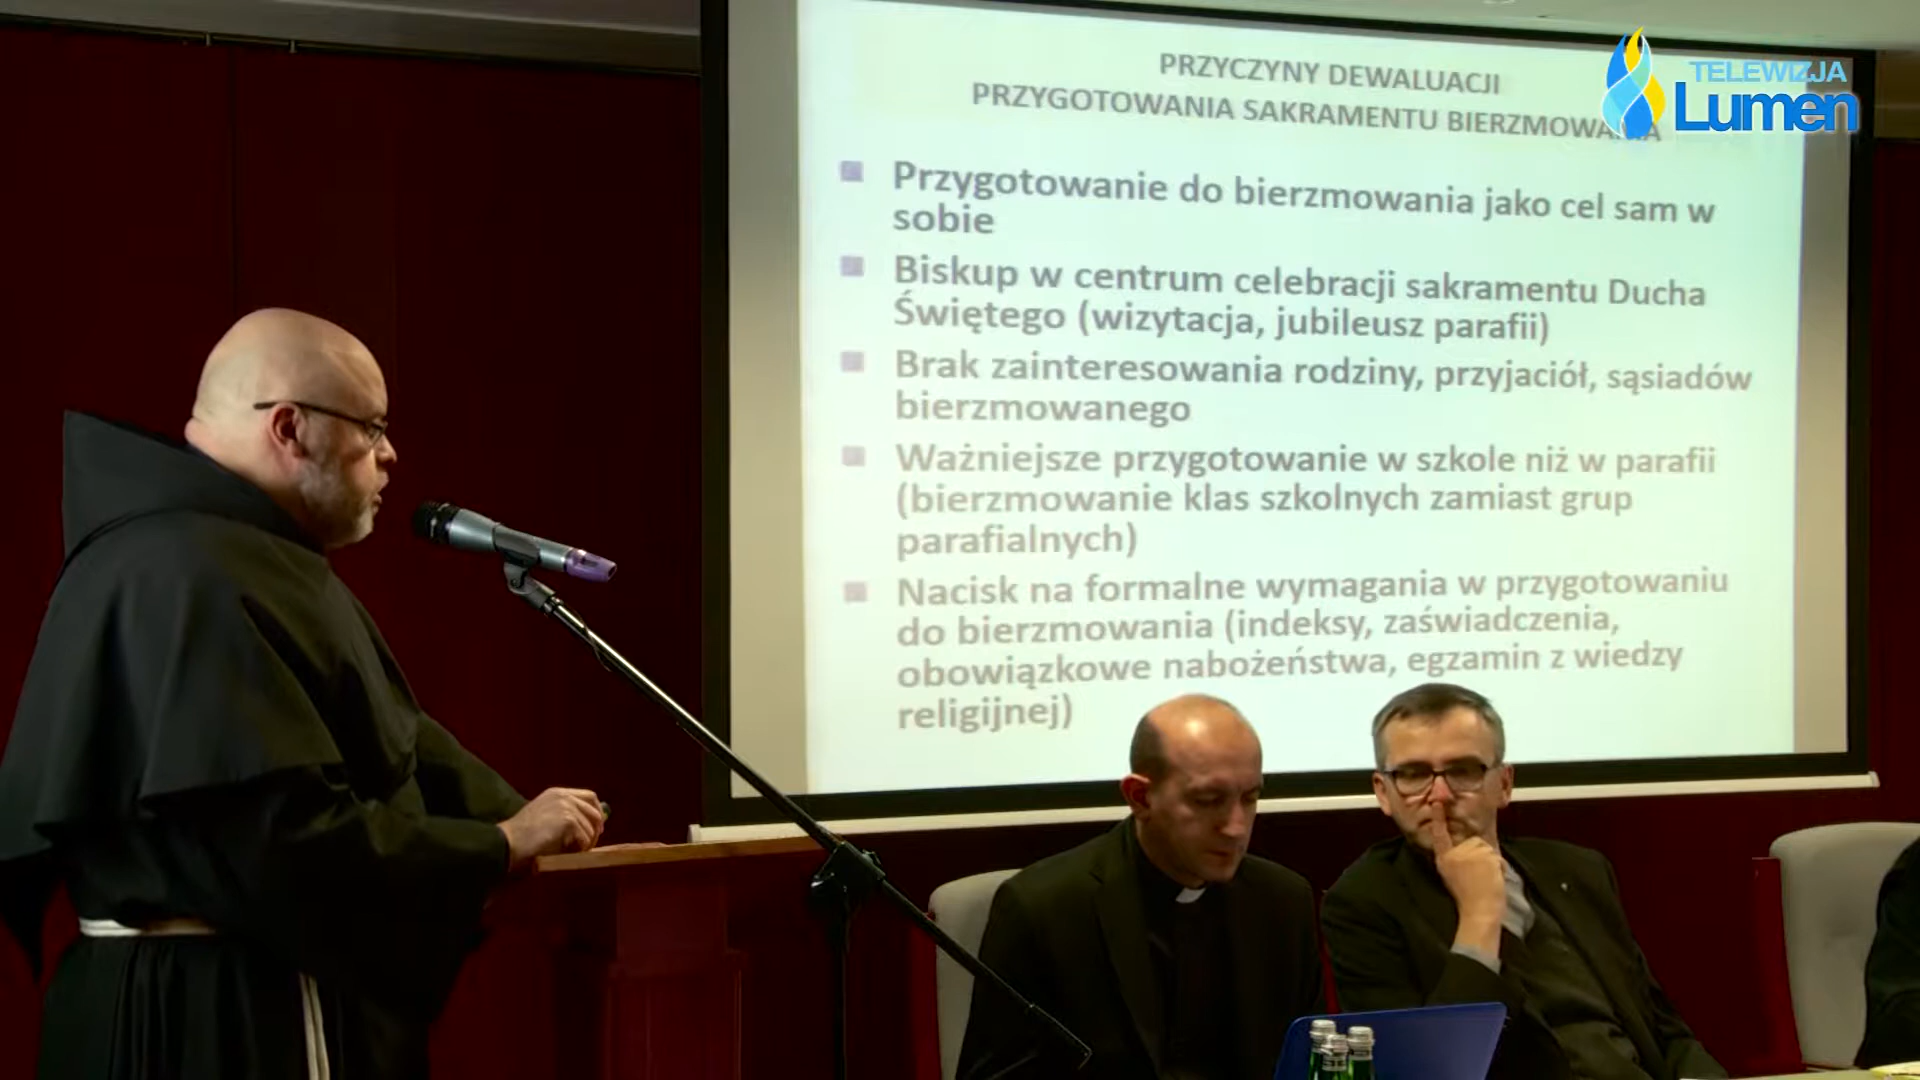 PRZYCZYNY DEWALUACJI
PRZYGOTOWANIA SAKRAMENTU BIERZMOWANIA
TELEWIZJA
Lumen
Przygotowanie do bierzmowania jako cel sam w
sobie
Biskup w centrum celebracji sakramentu Ducha
Świętego (wizytacja, jubileusz parafii)
Brak zainteresowania rodziny, przyjaciół, sąsiadów
bierzmowanego
Ważniejsze przygotowanie w szkole niż w parafii
(bierzmowanie klas szkolnych zamiast grup
parafialnych)
Nacisk na formalne wymagania w przygotowaniu
do bierzmowania (indeksy, zaświadczenia,
obowiązkowe nabożeństwa, egzamin z wiedzy
religijnej)